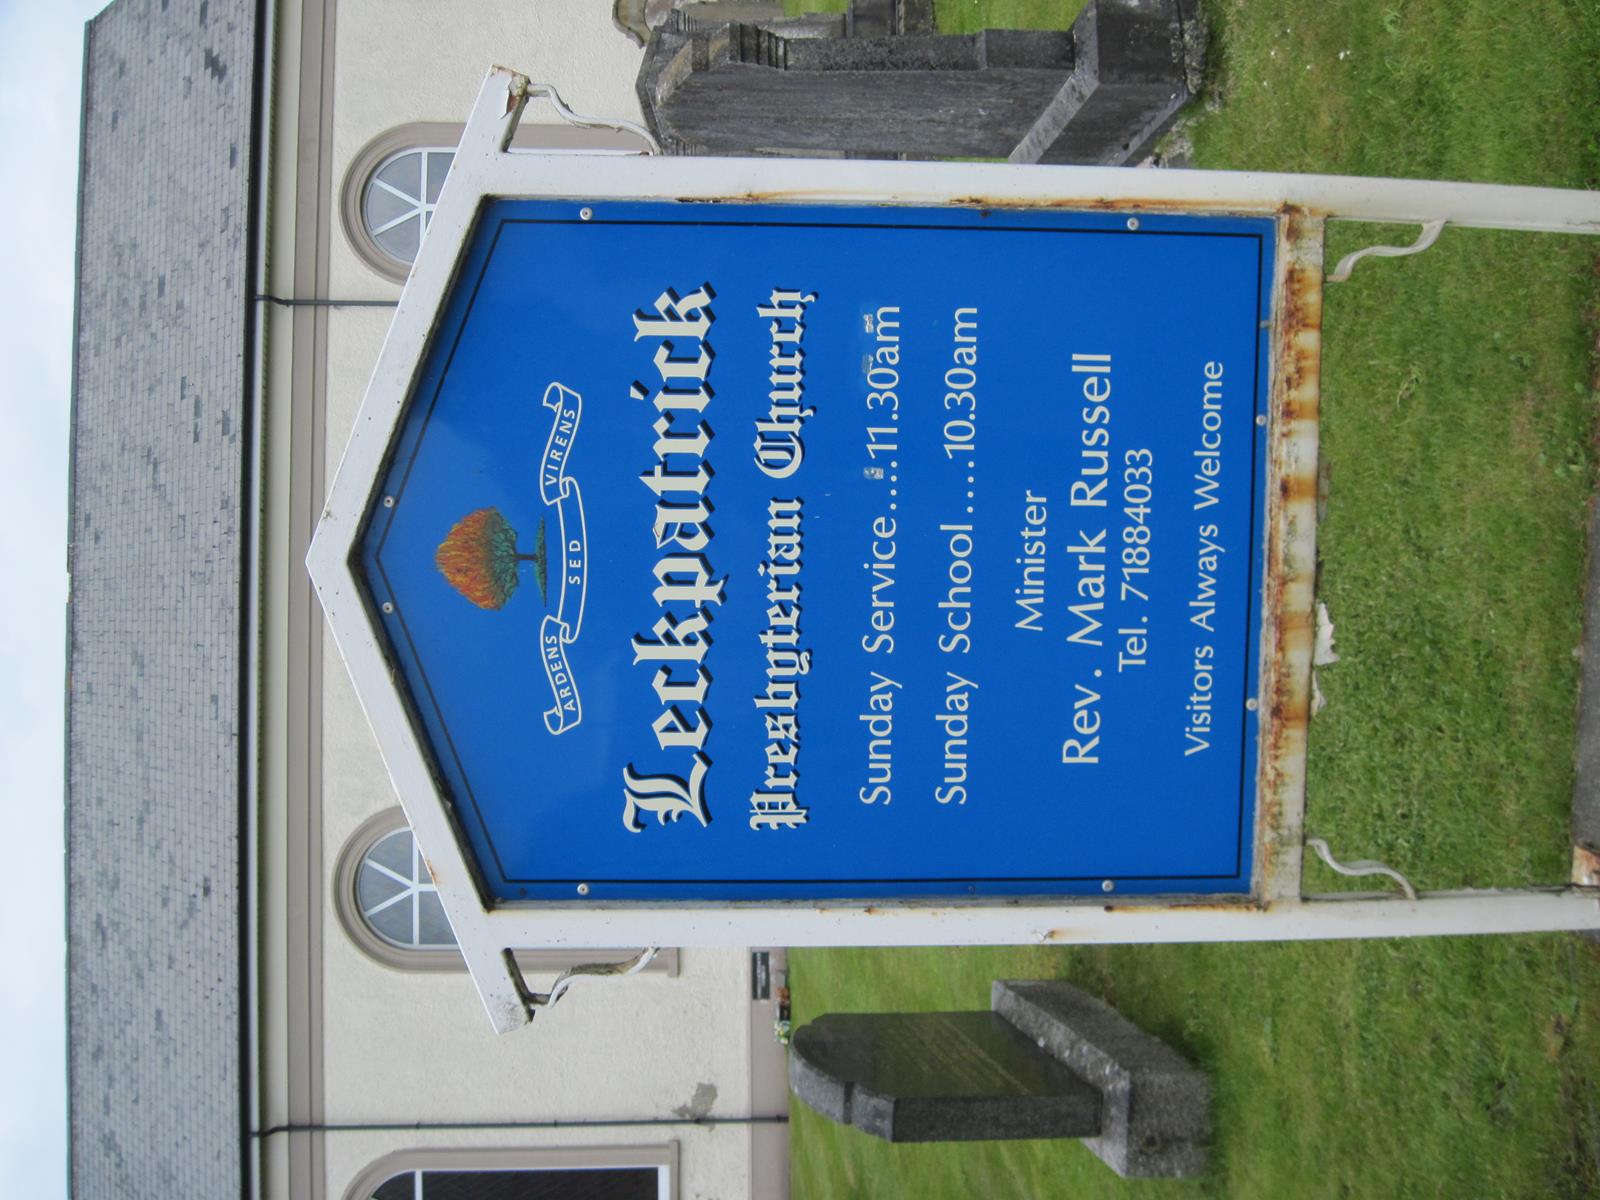 ARDENS SED VIRENS
Leckpatrick
Presbyterian Church
Sunday Service....11.30am
Sunday School....10.30am
Minister
Rev. Mark Russell
Tel. 71884033
Visitors Always Welcome